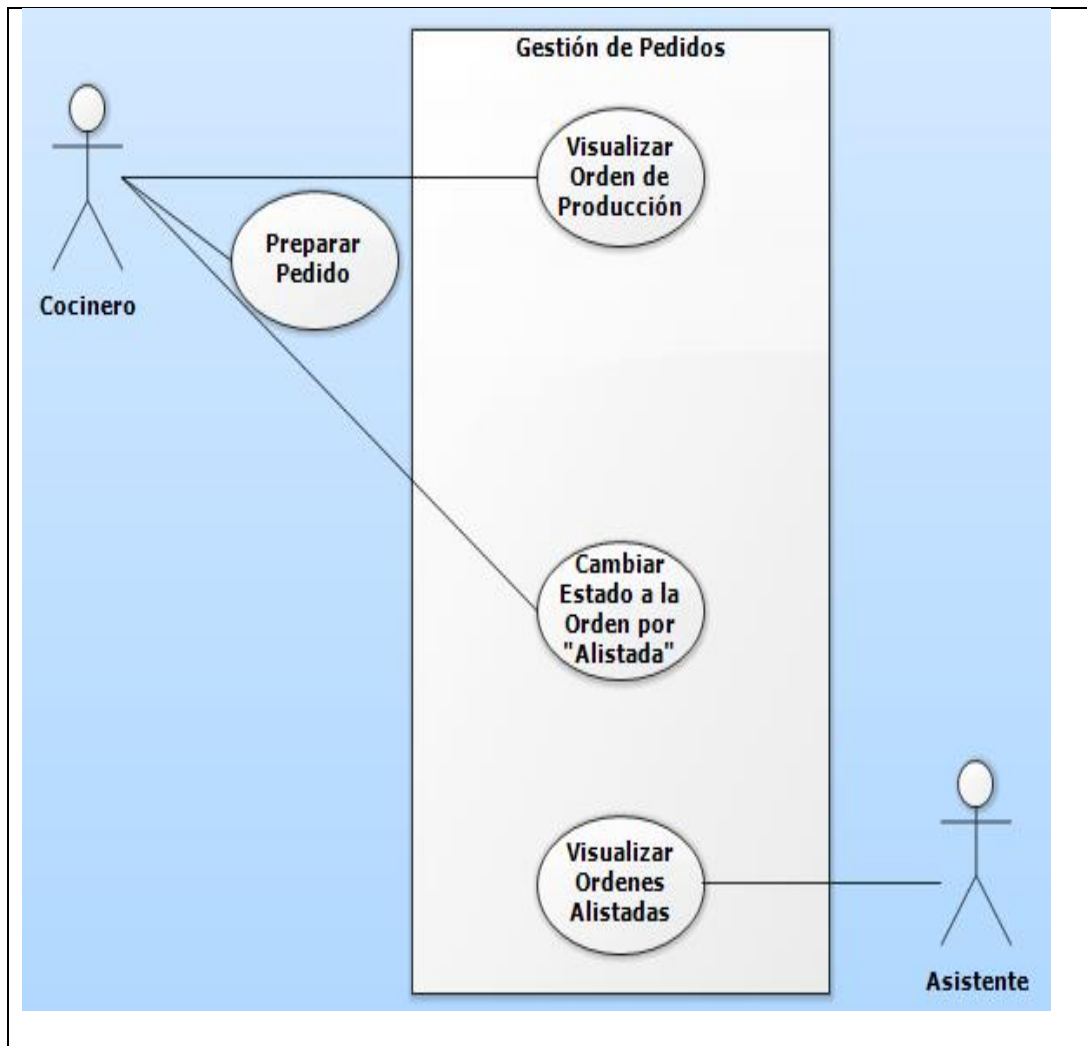 Gestión de Pedidos
Visualizar
Orden de
Producción
Preparar
Pedido
Cocinero
Cambiar
Estado a la
Orden por
"Alistada"
Visualizar
Ordenes
Alistadas
Asistente